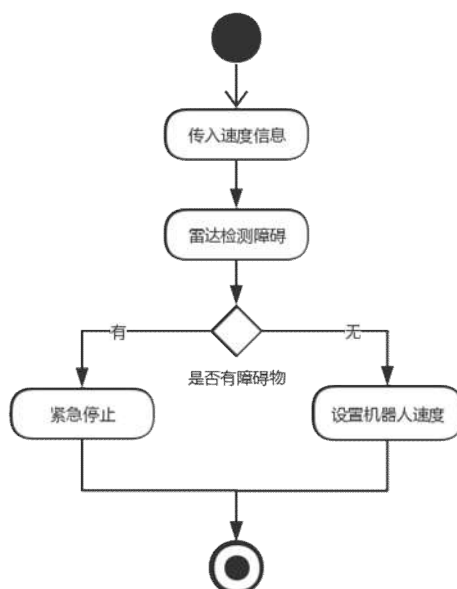 传入速度信息
雷达检测障碍
有
无
是否有障碍物
紧急停止
设置机器人速度